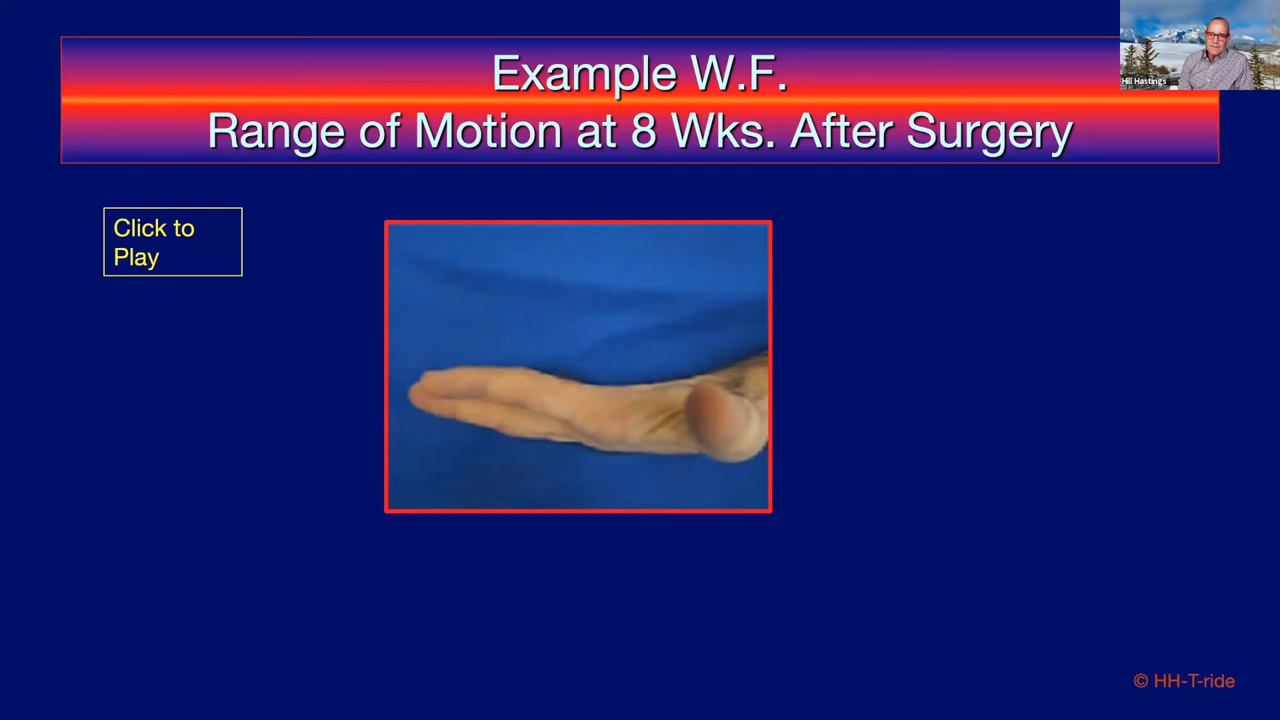 Example W.F.
Range of Motion at 8 Wks. After Surgery
Hill Hastings
Click to
Play
© HH-T-ride